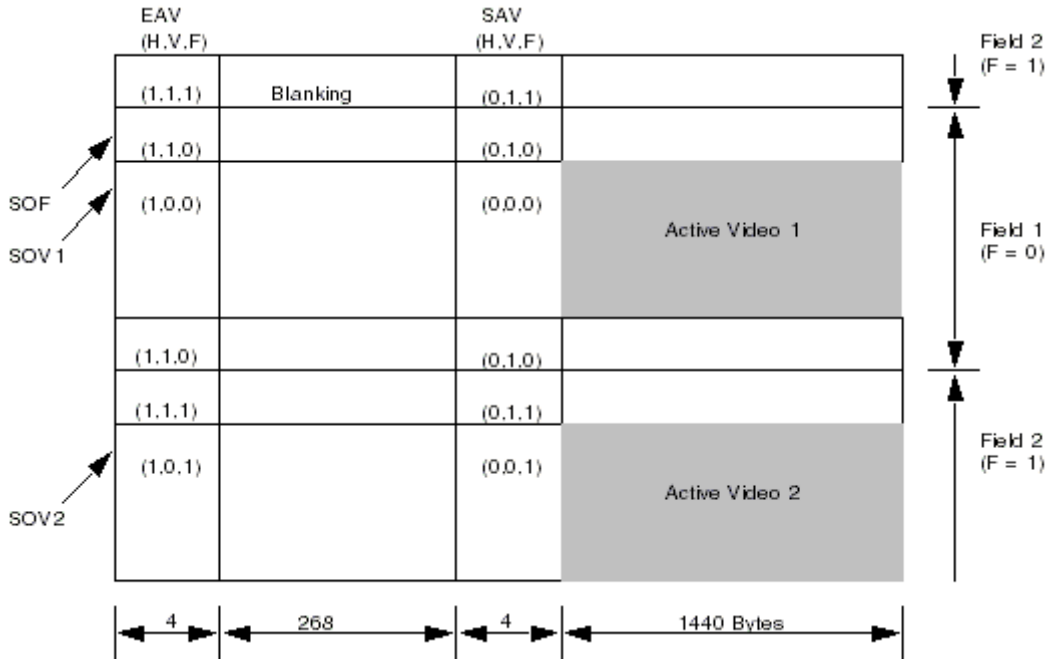 EAV
(H.V.F)
SAV
(H.V.F)
Field 2
(F = 1)
(1.1.1)
Blanking
(0.1.1)
(1.1.0)
(0.1.0)
SOF
SOV1
(1,0,0)
(0,0,0)
Active Video 1
Field 1
(F = 0)
(1.1.0)
(0.1.0)
(1.1.1)
(0.1.1)
SOV2
(1.0.1)
(0.0.1)
Active Video 2
Field 2
(F = 1)
4
268
4
1440 Bytes